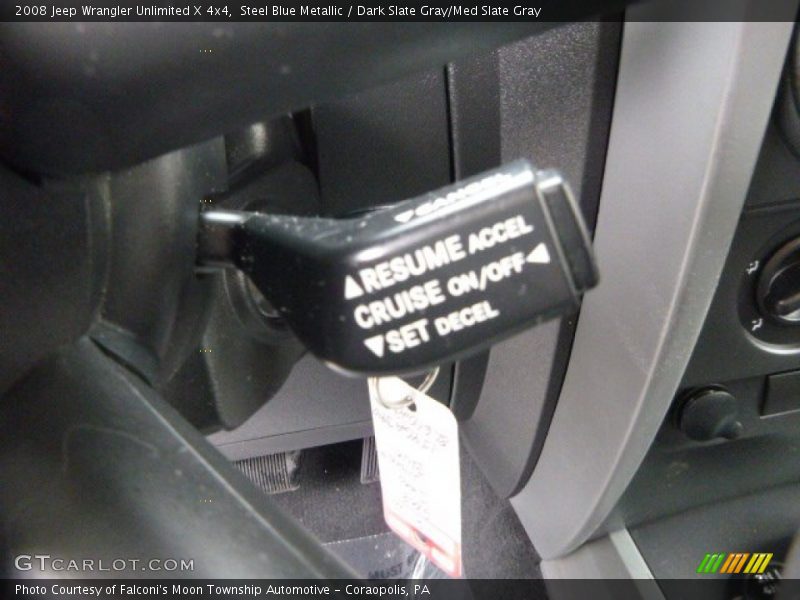 2008 Jeep Wrangler Unlimited X 4x4,  Steel Blue Metallic / Dark Slate Gray/Med Slate Gray
▼CANCEL
▲RESUME ACCEL
CRUISE ON/OFF◀
▼SET DECEL
GTCARLOT.COM
Photo Courtesy of Falconi's Moon Township Automotive - Coraopolis, PA